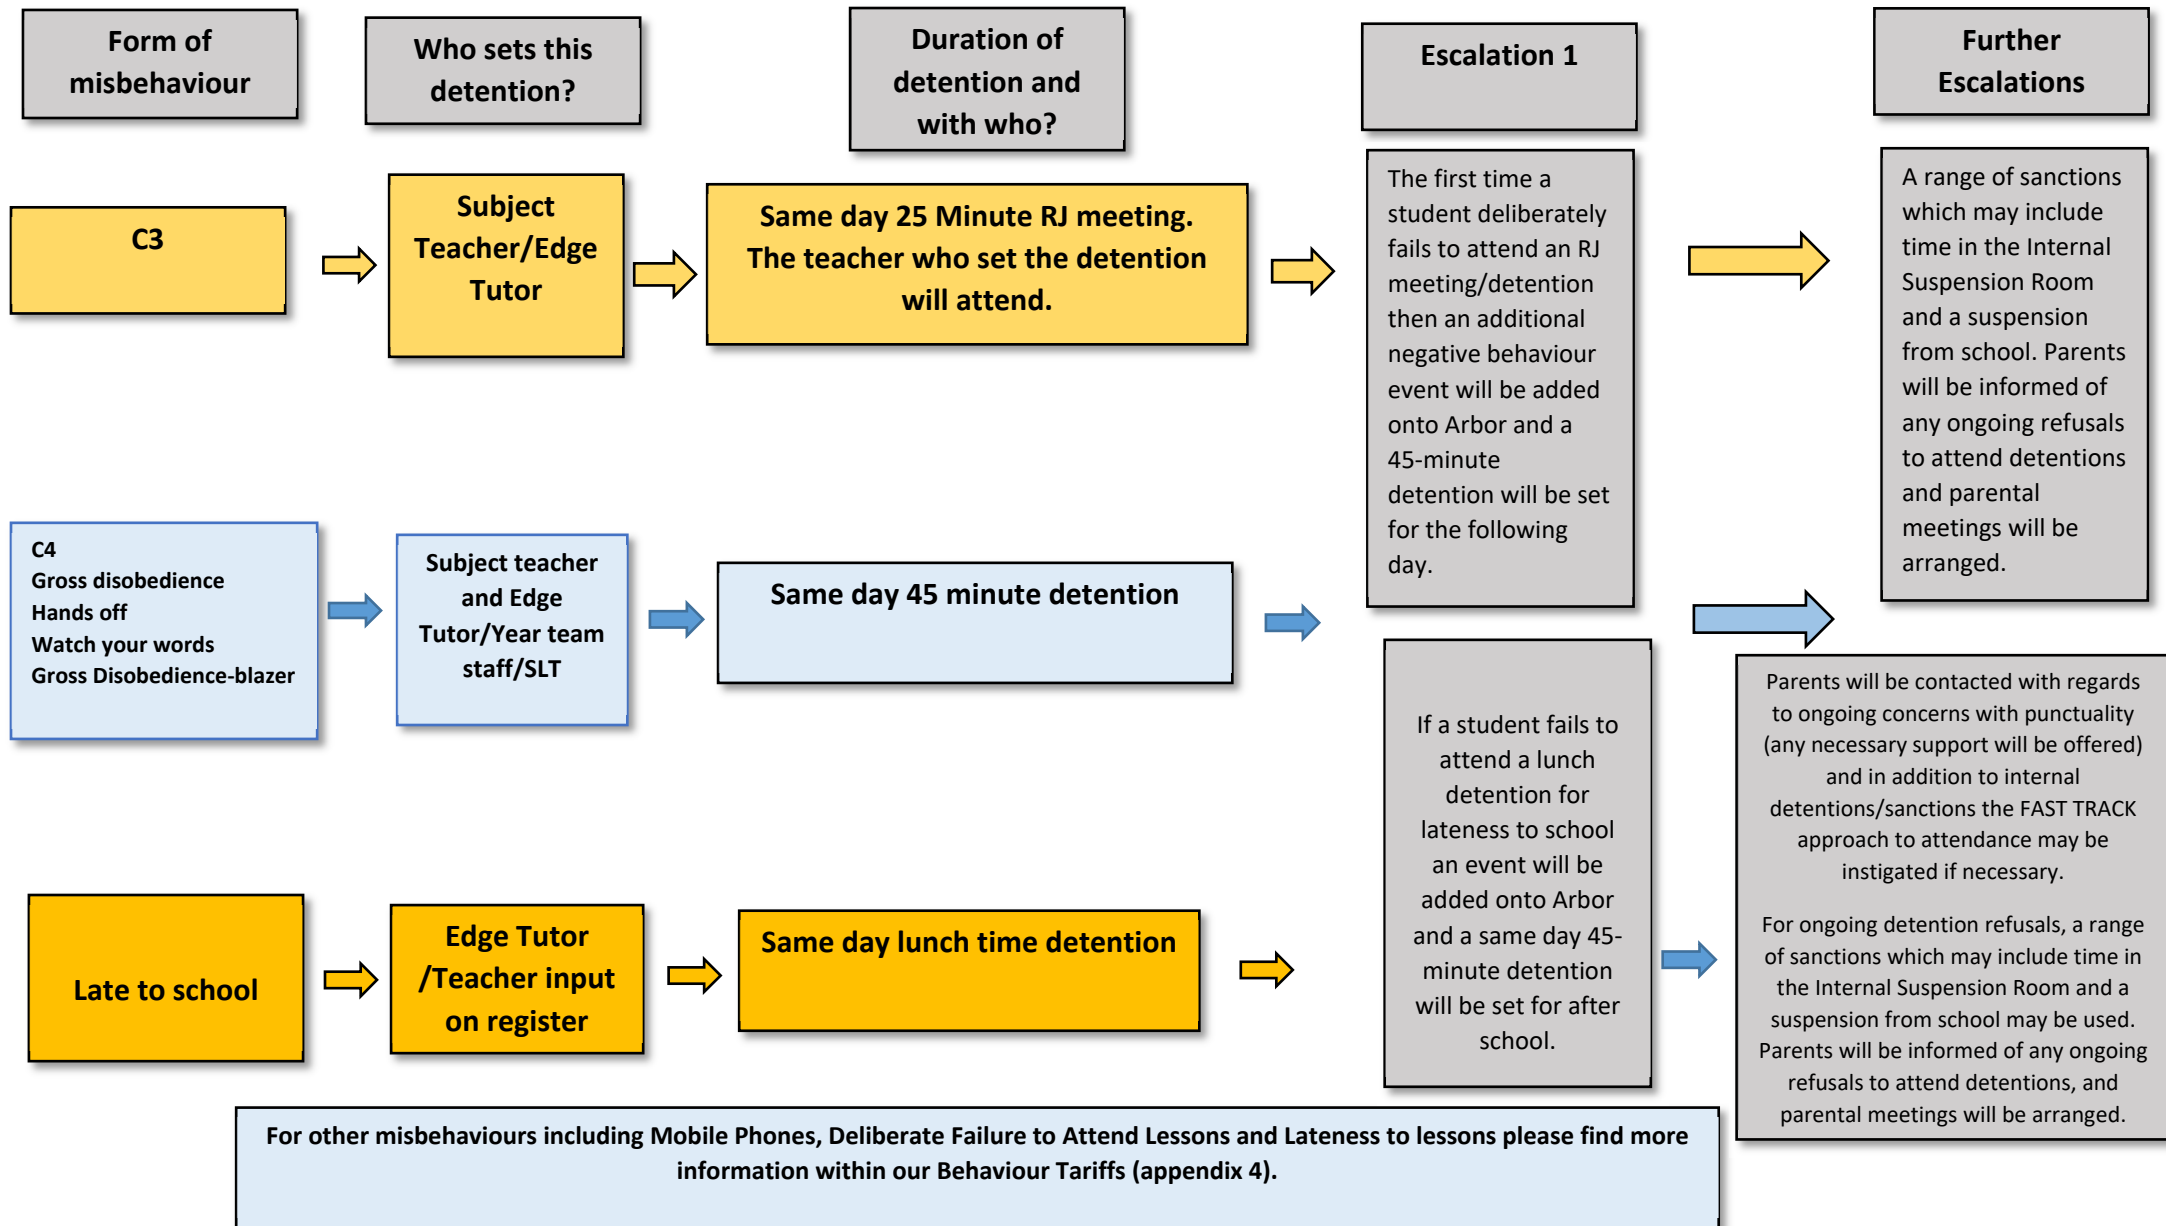 Form of
misbehaviour
Who sets this
detention?
Duration of
detention and
with who?
Escalation 1
Further
Escalations
C3
Subject
Teacher/Edge
Tutor
Same day 25 Minute RJ meeting.
The teacher who set the detention
will attend.
The first time a
student deliberately
fails to attend an RJ
meeting/detention
then an additional
negative behaviour
event will be added
onto Arbor and a
45-minute
detention will be set
for the following
day.
A range of sanctions
which may include
time in the Internal
Suspension Room
and a suspension
from school. Parents
will be informed of
any ongoing refusals
to attend detentions
and parental
meetings will be
arranged.
C4
Gross disobedience
Hands off
Watch your words
Gross Disobedience-blazer
Subject teacher
and Edge
Tutor/Year team
staff/SLT
Same day 45 minute detention
Late to school
Edge Tutor
/Teacher input
on register
Same day lunch time detention
If a student fails to
attend a lunch
detention for
lateness to school
an event will be
added onto Arbor
and a same day 45-
minute detention
will be set for after
school.
Parents will be contacted with regards
to ongoing concerns with punctuality
(any necessary support will be offered)
and in addition to internal
detentions/sanctions the FAST TRACK
approach to attendance may be
instigated if necessary.
For ongoing detention refusals, a range
of sanctions which may include time in
the Internal Suspension Room and a
suspension from school may be used.
Parents will be informed of any ongoing
refusals to attend detentions, and
parental meetings will be arranged.
For other misbehaviours including Mobile Phones, Deliberate Failure to Attend Lessons and Lateness to lessons please find more
information within our Behaviour Tariffs (appendix 4).